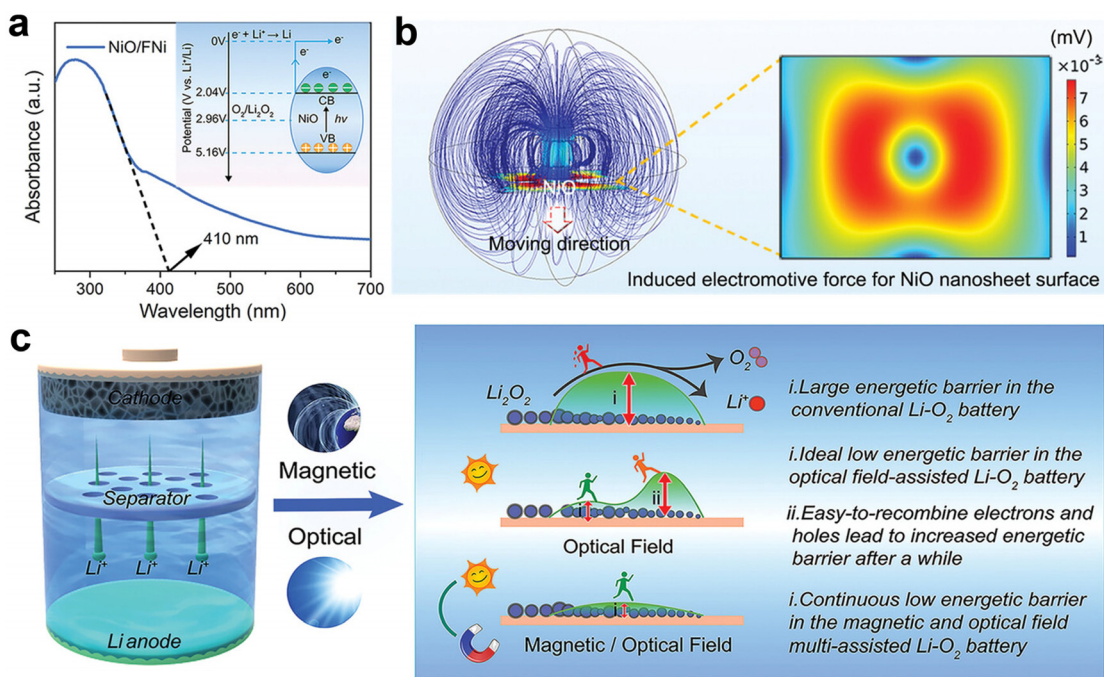 a
NiO/FNi
Absorbance (a.u.)
410 nm
300 400 500 600 700
Wavelength (nm)
Potential (V vs. Li⁺/Li)
0V
e⁻ + Li⁺ → Li
e⁻
e⁻
e⁻
2.04V
CB
O₂/Li₂O₂
2.96V
NiO
hν
VB
5.16V
b
NiO
Moving direction
(mV)
×10⁻³
7
6
5
4
3
2
1
Induced electromotive force for NiO nanosheet surface
c
Cathode
Separator
Li⁺ Li⁺ Li⁺
Li anode
Magnetic
Optical
Li₂O₂
i
O₂
Li⁺
i.Large energetic barrier in the
conventional Li-O₂ battery
i
ii
Optical Field
i.Ideal low energetic barrier in the
optical field-assisted Li-O₂ battery
ii.Easy-to-recombine electrons and
holes lead to increased energetic
barrier after a while
i
Magnetic / Optical Field
i.Continuous low energetic barrier
in the magnetic and optical field
multi-assisted Li-O₂ battery